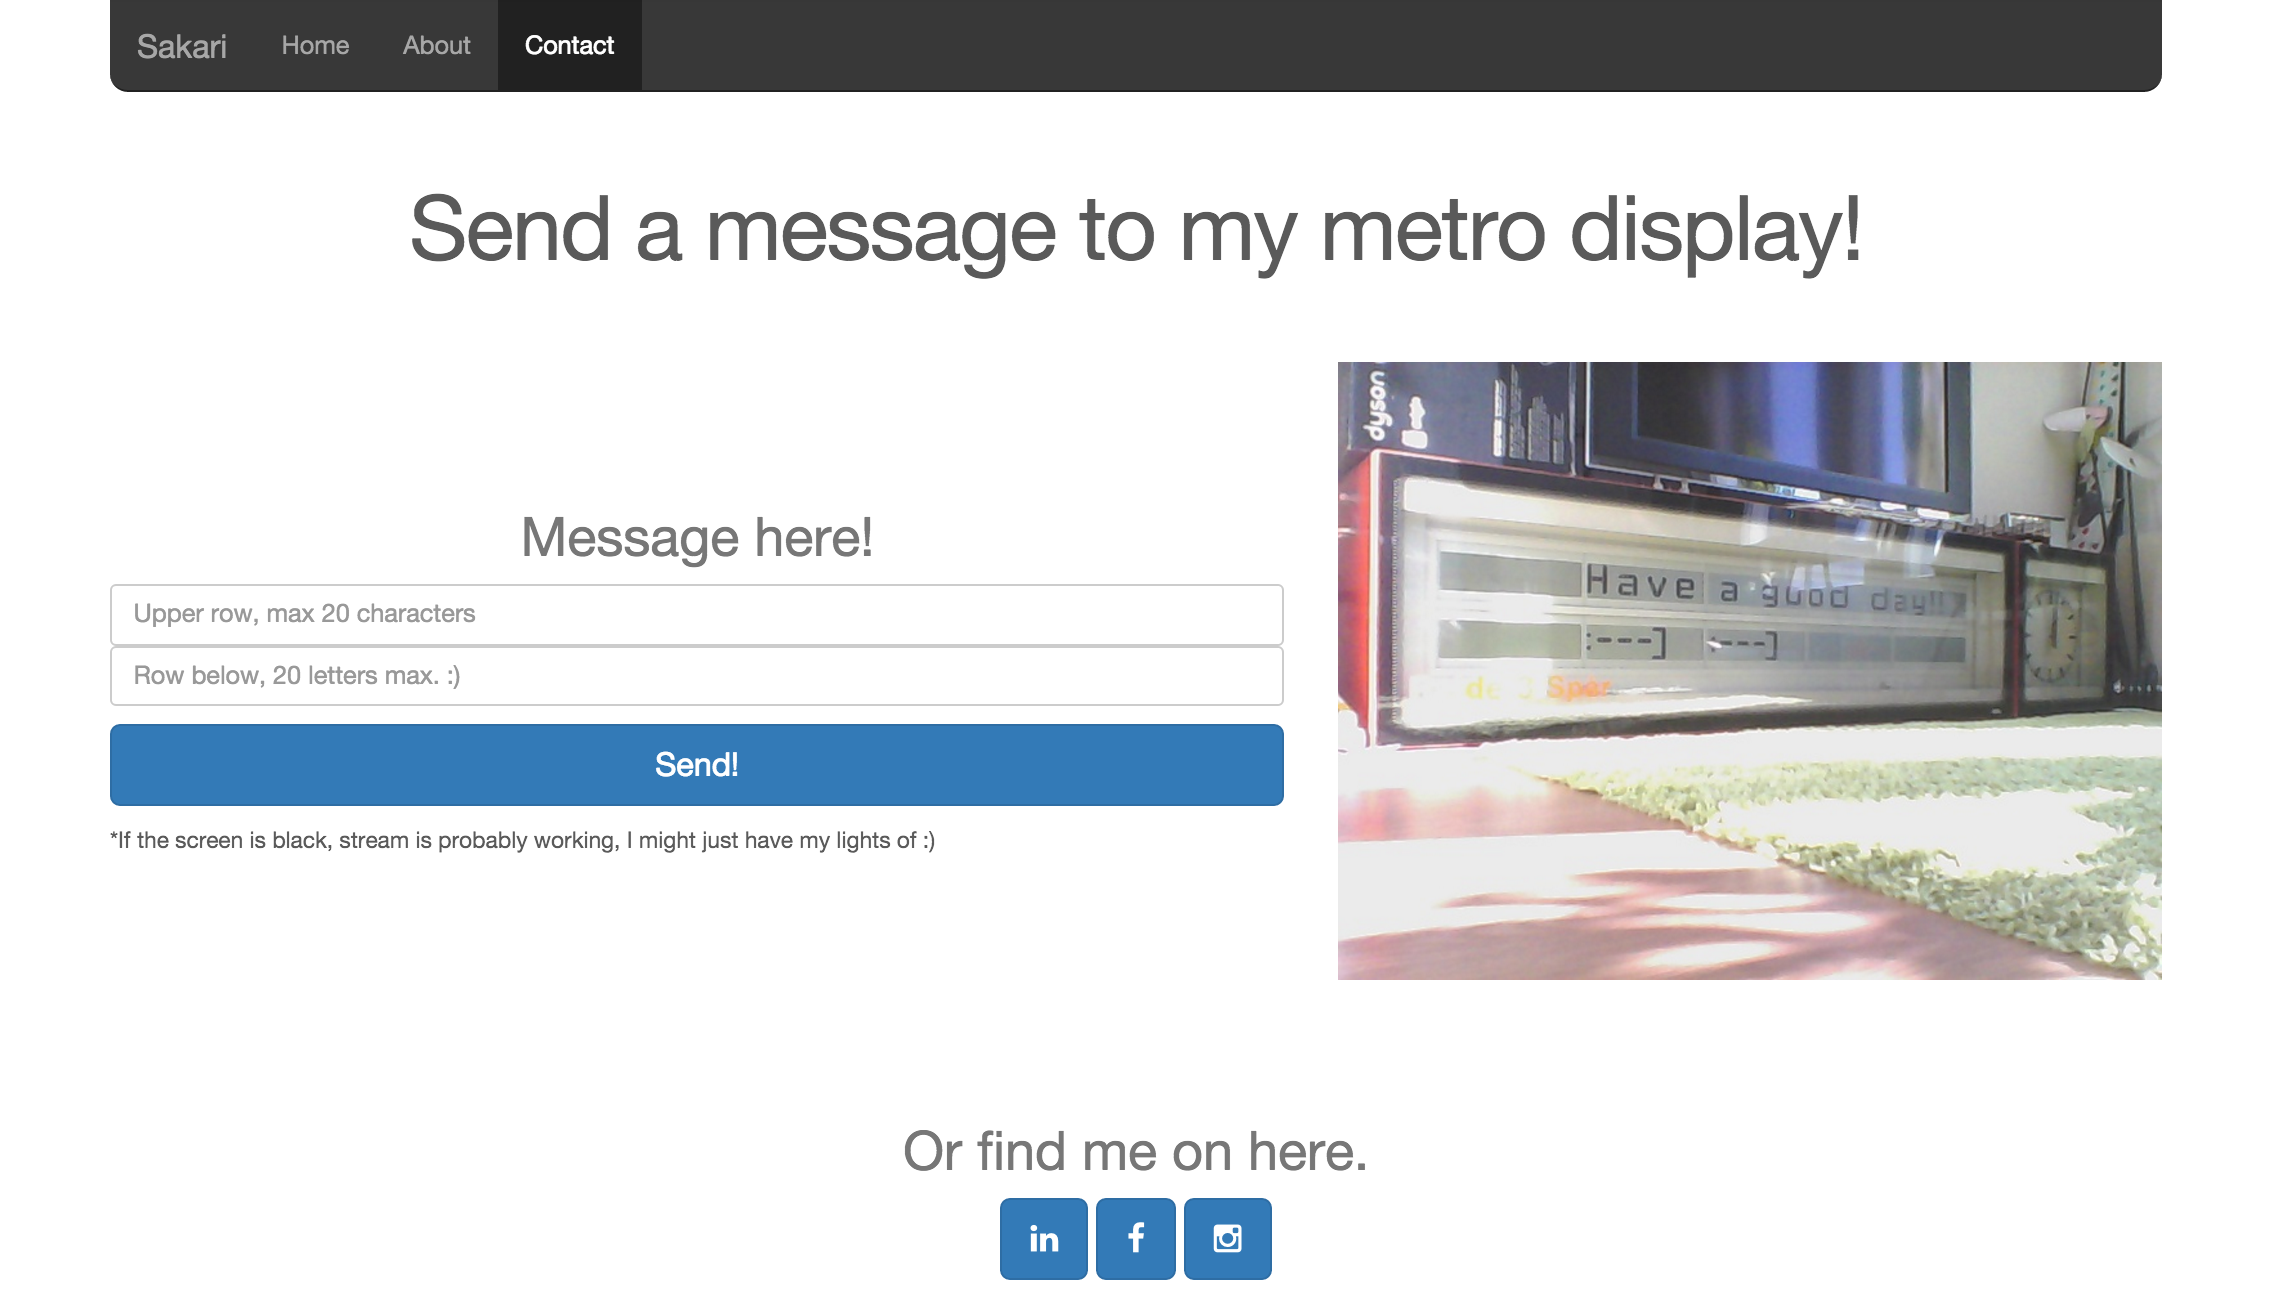 Sakari Home About Contact
Send a message to my metro display!
Message here!
Upper row, max 20 characters
Row below, 20 letters max. :)
Send!
*If the screen is black, stream is probably working, I might just have my lights of :)
dyson
Have a good day!!
:---] :---]
de Spår
Or find me on here.
in f